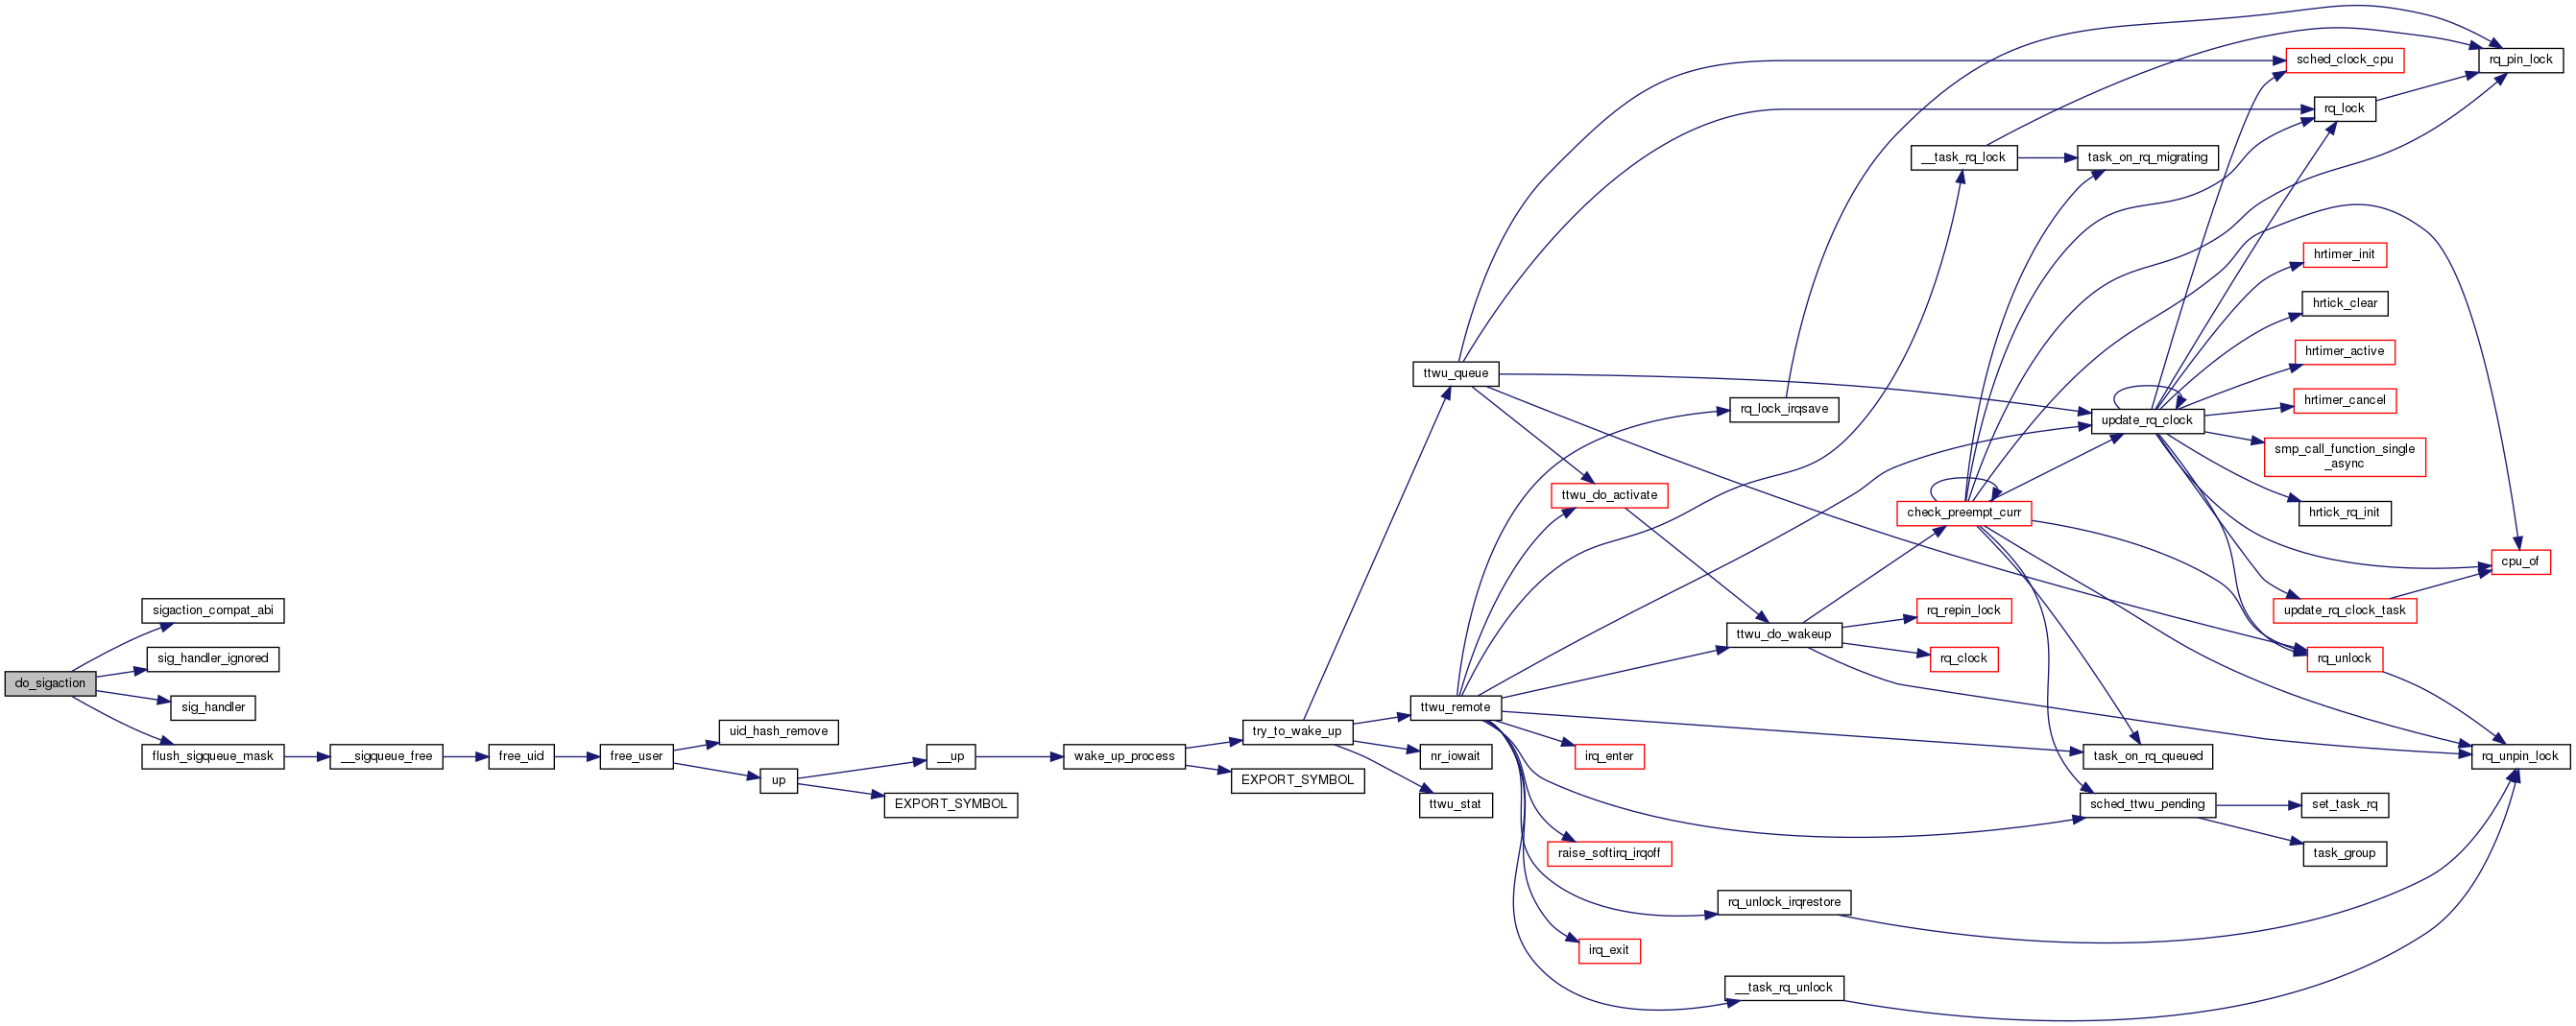 do_sigaction
sigaction_compat_abi
sig_handler_ignored
sig_handler
flush_sigqueue_mask
__sigqueue_free
free_uid
free_user
uid_hash_remove
up
__up
EXPORT_SYMBOL
wake_up_process
try_to_wake_up
EXPORT_SYMBOL
ttwu_queue
ttwu_remote
nr_iowait
ttwu_stat
ttwu_do_activate
irq_enter
raise_softirq_irqoff
irq_exit
rq_lock_irqsave
ttwu_do_wakeup
rq_unlock_irqrestore
__task_rq_unlock
__task_rq_lock
check_preempt_curr
rq_repin_lock
rq_clock
task_on_rq_migrating
update_rq_clock
task_on_rq_queued
sched_ttwu_pending
sched_clock_cpu
rq_lock
hrtimer_init
hrtick_clear
hrtimer_active
hrtimer_cancel
smp_call_function_single
_async
hrtick_rq_init
update_rq_clock_task
rq_unlock
set_task_rq
task_group
rq_pin_lock
cpu_of
rq_unpin_lock